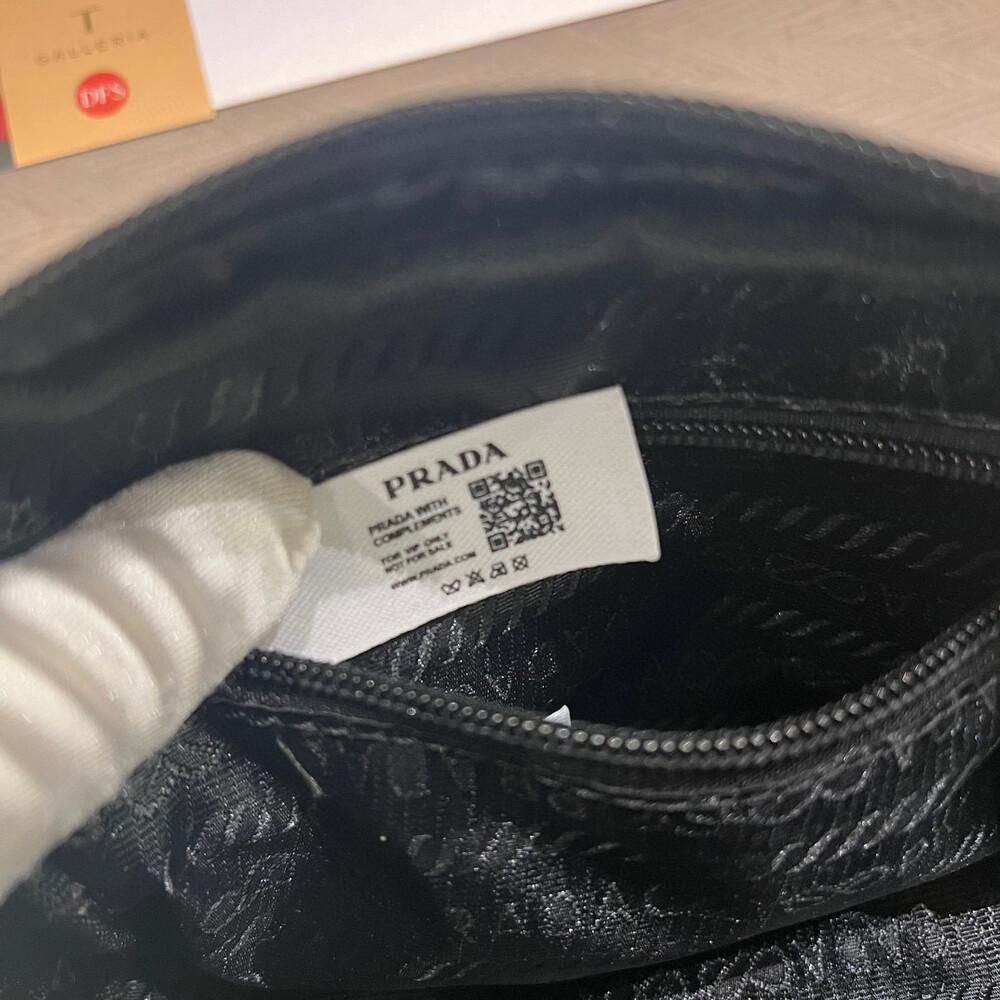 T
GALLERIA
DFS
PRADA
PRADA WITH
COMPLEMENTS
FOR VIP ONLY
NOT FOR SALE
WWW.PRADA.COM